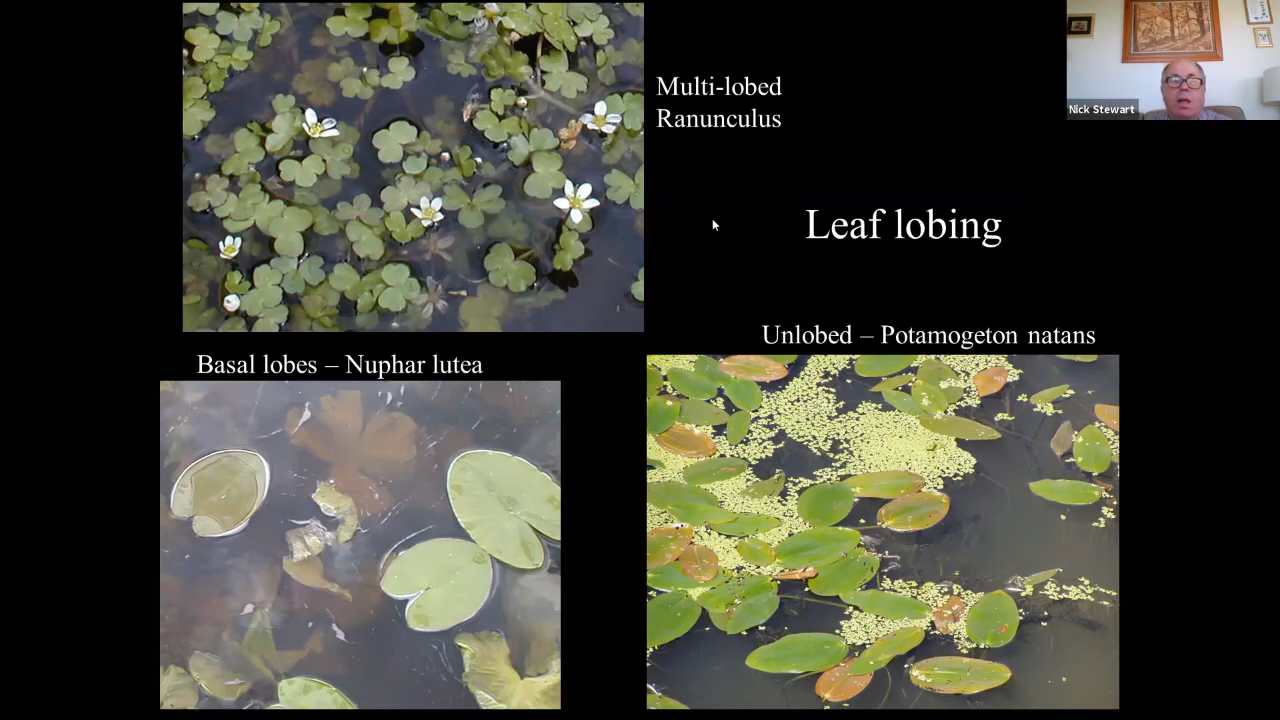 Multi-lobed
Ranunculus
Nick Stewart
Leaf lobing
Unlobed – Potamogeton natans
Basal lobes – Nuphar lutea